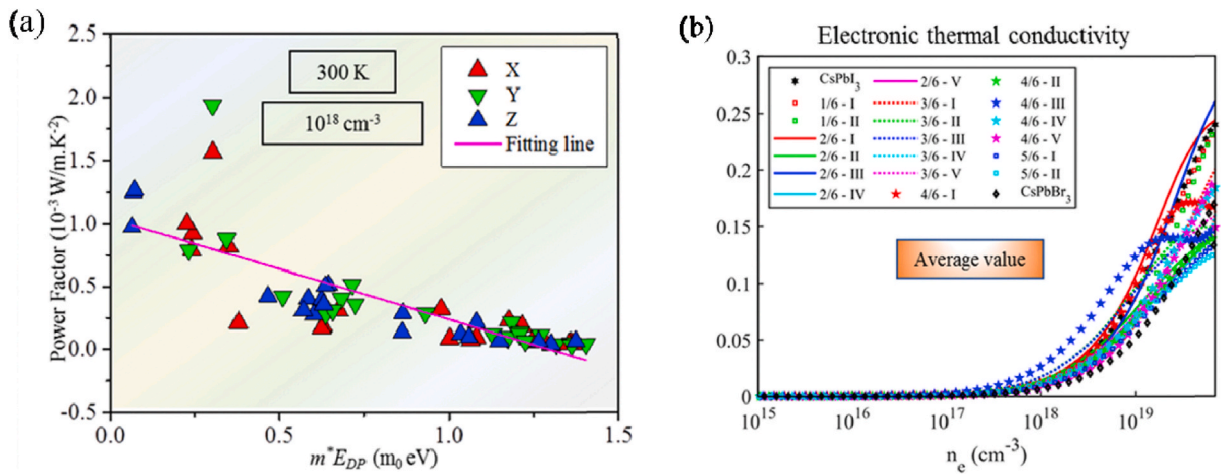 (a)
2.5
2.0
1.5
1.0
0.5
0.0
-0.5
Power Factor (10⁻³ W/m.K⁻²)
300 K
10¹⁸ cm⁻³
X
Y
Z
Fitting line
0.0
0.5
1.0
1.5
m*E_DP (m₀ eV)
(b)
Electronic thermal conductivity
0.3
0.25
0.2
0.15
0.1
0.05
0
CsPbI₃
1/6 - I
1/6 - II
2/6 - I
2/6 - II
2/6 - III
2/6 - IV
2/6 - V
3/6 - I
3/6 - II
3/6 - III
3/6 - IV
3/6 - V
4/6 - I
4/6 - II
4/6 - III
4/6 - IV
4/6 - V
5/6 - I
5/6 - II
CsPbBr₃
Average value
10¹⁵
10¹⁶
10¹⁷
10¹⁸
10¹⁹
nₑ (cm⁻³)